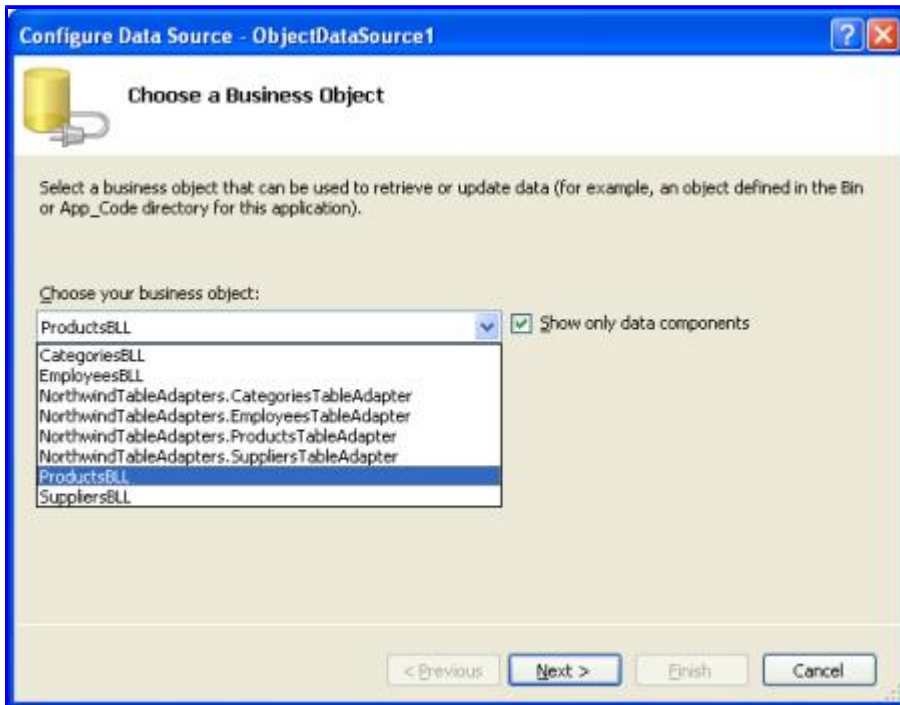 Configure Data Source - ObjectDataSource1
Choose a Business Object
Select a business object that can be used to retrieve or update data (for example, an object defined in the Bin
or App_Code directory for this application).
Choose your business object:
ProductsBLL
Show only data components
CategoriesBLL
EmployeesBLL
NorthwindTableAdapters.CategoriesTableAdapter
NorthwindTableAdapters.EmployeesTableAdapter
NorthwindTableAdapters.ProductsTableAdapter
NorthwindTableAdapters.SuppliersTableAdapter
ProductsBLL
SuppliersBLL
< Previous Next > Finish Cancel